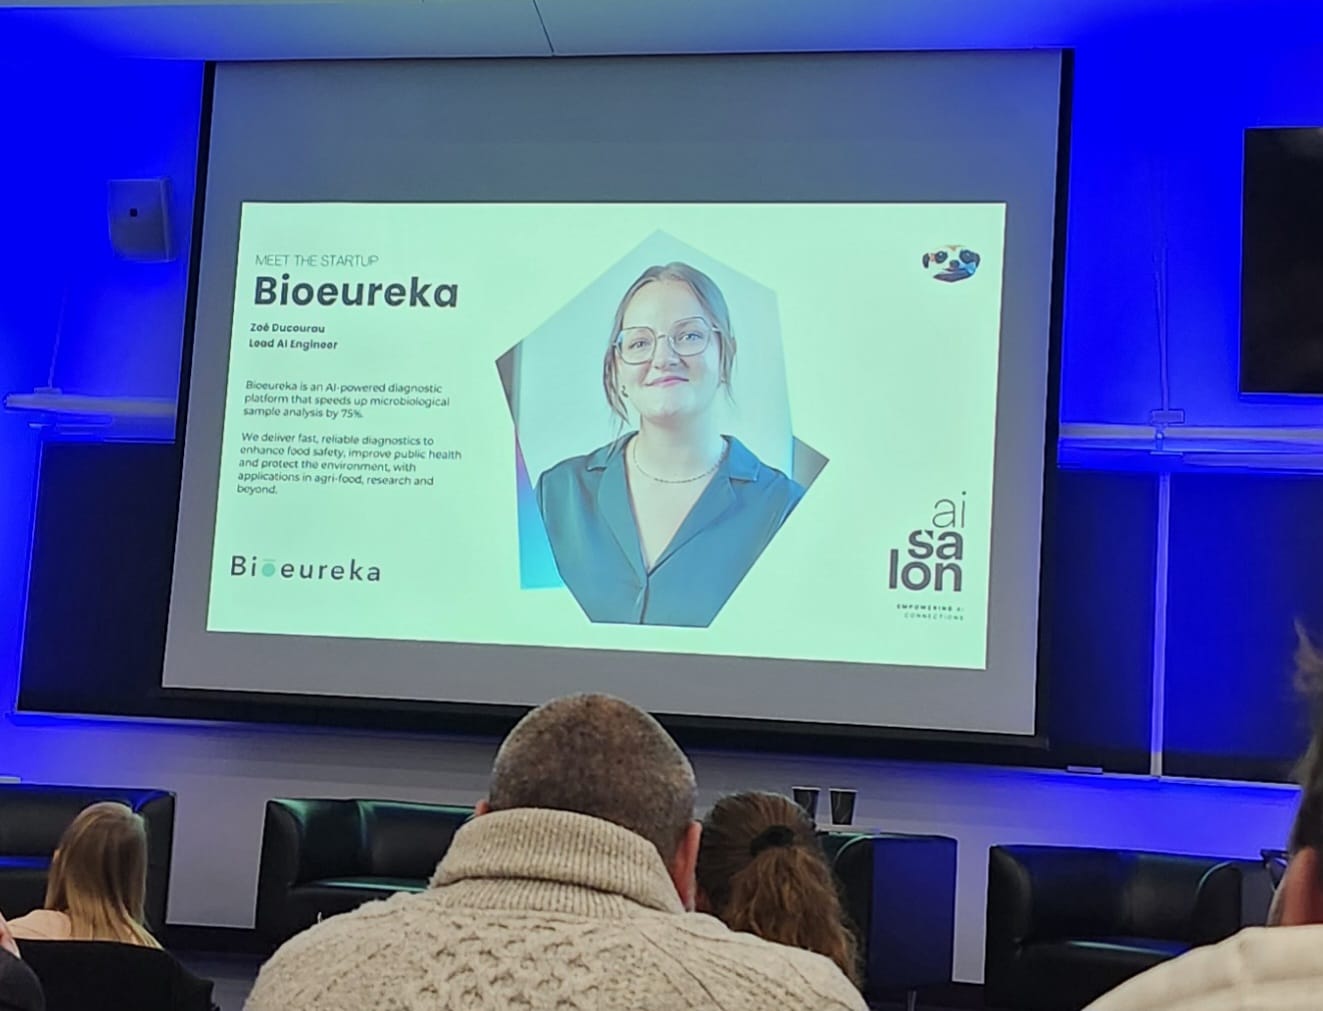 MEET THE STARTUP
Bioeureka
Zoé Ducourau
Lead AI Engineer
Bioeureka is an AI-powered diagnostic
platform that speeds up microbiological
sample analysis by 75%.
We deliver fast, reliable diagnostics to
enhance food safety, improve public health
and protect the environment, with
applications in agri-food, research and
beyond.
Bioeureka
ai
sa
lon
EMPOWERING AI
CONNECTIONS